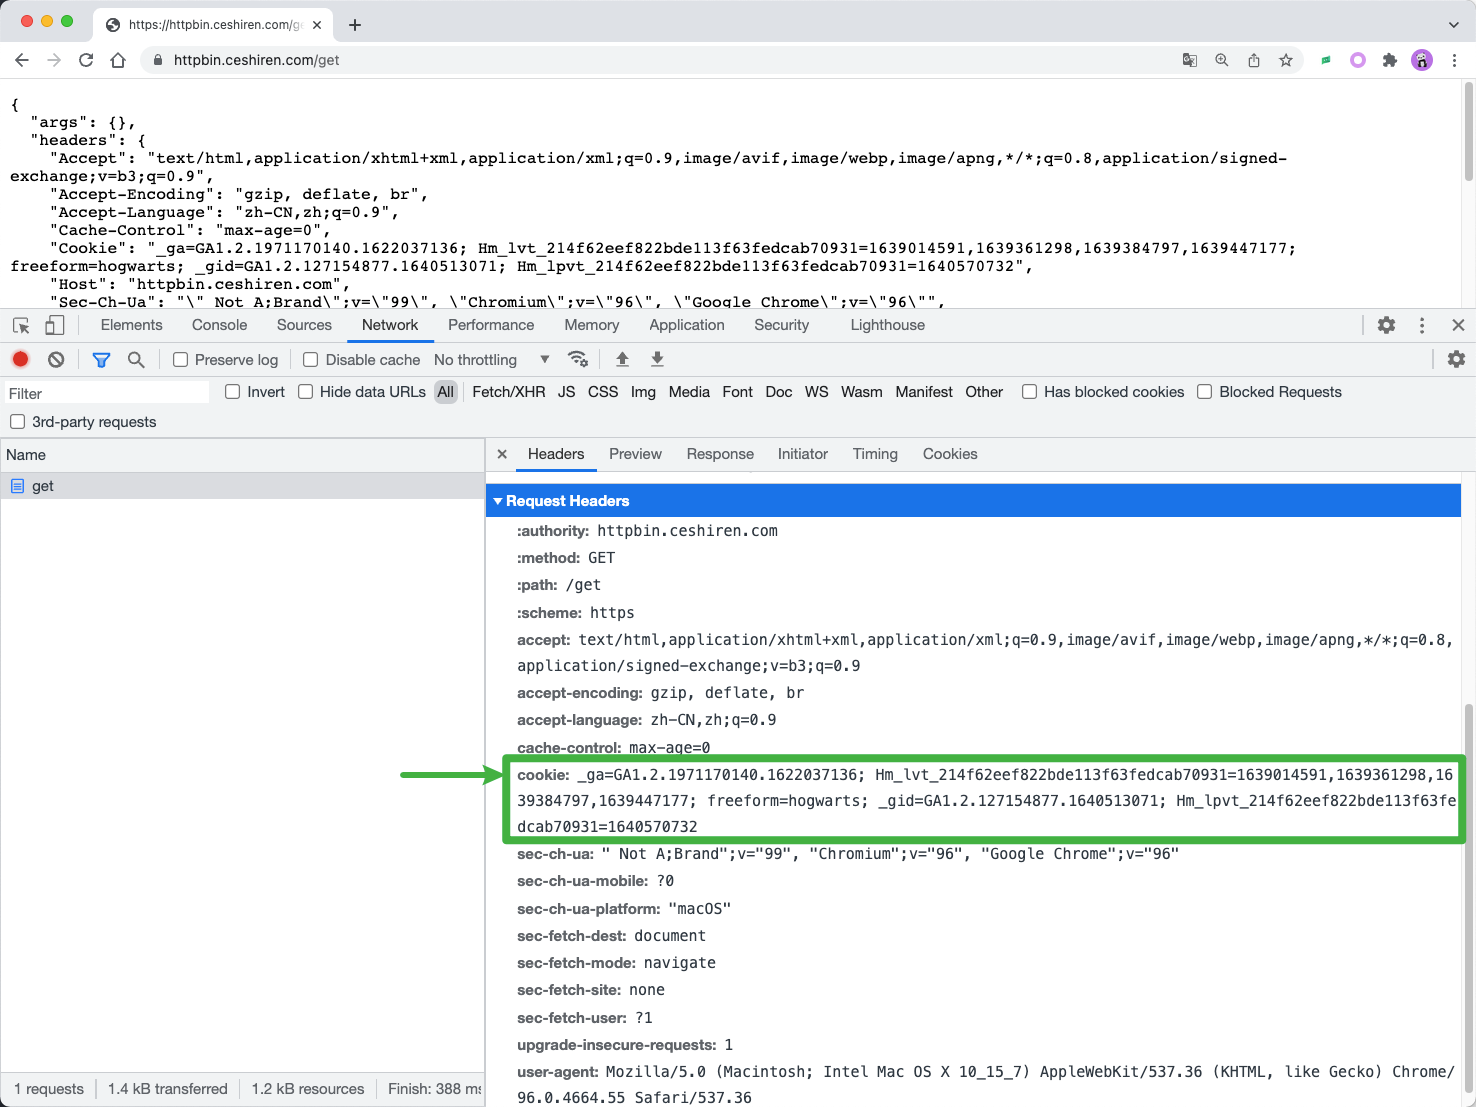 https://httpbin.ceshiren.com/g
httpbin.ceshiren.com/get
{
"args": {},
"headers": {
"Accept": "text/html,application/xhtml+xml,application/xml;q=0.9,image/avif,image/webp,image/apng,*/*;q=0.8,application/signed-
exchange;v=b3;q=0.9",
"Accept-Encoding": "gzip, deflate, br",
"Accept-Language": "zh-CN,zh;q=0.9",
"Cache-Control": "max-age=0",
"Cookie": "_ga=GA1.2.1971170140.1622037136; Hm_lvt_214f62eef822bde113f63fedcab70931=1639014591,1639361298,1639384797,1639447177;
freeform=hogwarts; _gid=GA1.2.127154877.1640513071; Hm_lpvt_214f62eef822bde113f63fedcab70931=1640570732",
"Host": "httpbin.ceshiren.com",
"Sec-Ch-Ua": "\" Not A;Brand\";v=\"99\", \"Chromium\";v=\"96\", \"Google Chrome\";v=\"96\"",
Elements Console Sources Network Performance Memory Application Security Lighthouse
Preserve log Disable cache No throttling
Filter Invert Hide data URLs All Fetch/XHR JS CSS Img Media Font Doc WS Wasm Manifest Other Has blocked cookies Blocked Requests
3rd-party requests
Name
get
Headers Preview Response Initiator Timing Cookies
Request Headers
:authority: httpbin.ceshiren.com
:method: GET
:path: /get
:scheme: https
accept: text/html,application/xhtml+xml,application/xml;q=0.9,image/avif,image/webp,image/apng,*/*;q=0.8,
application/signed-exchange;v=b3;q=0.9
accept-encoding: gzip, deflate, br
accept-language: zh-CN,zh;q=0.9
cache-control: max-age=0
cookie: _ga=GA1.2.1971170140.1622037136; Hm_lvt_214f62eef822bde113f63fedcab70931=1639014591,1639361298,16
39384797,1639447177; freeform=hogwarts; _gid=GA1.2.127154877.1640513071; Hm_lpvt_214f62eef822bde113f63fe
dcab70931=1640570732
sec-ch-ua: " Not A;Brand";v="99", "Chromium";v="96", "Google Chrome";v="96"
sec-ch-ua-mobile: ?0
sec-ch-ua-platform: "macOS"
sec-fetch-dest: document
sec-fetch-mode: navigate
sec-fetch-site: none
sec-fetch-user: ?1
upgrade-insecure-requests: 1
user-agent: Mozilla/5.0 (Macintosh; Intel Mac OS X 10_15_7) AppleWebKit/537.36 (KHTML, like Gecko) Chrome/
96.0.4664.55 Safari/537.36
1 requests 1.4 kB transferred 1.2 kB resources Finish: 388 ms